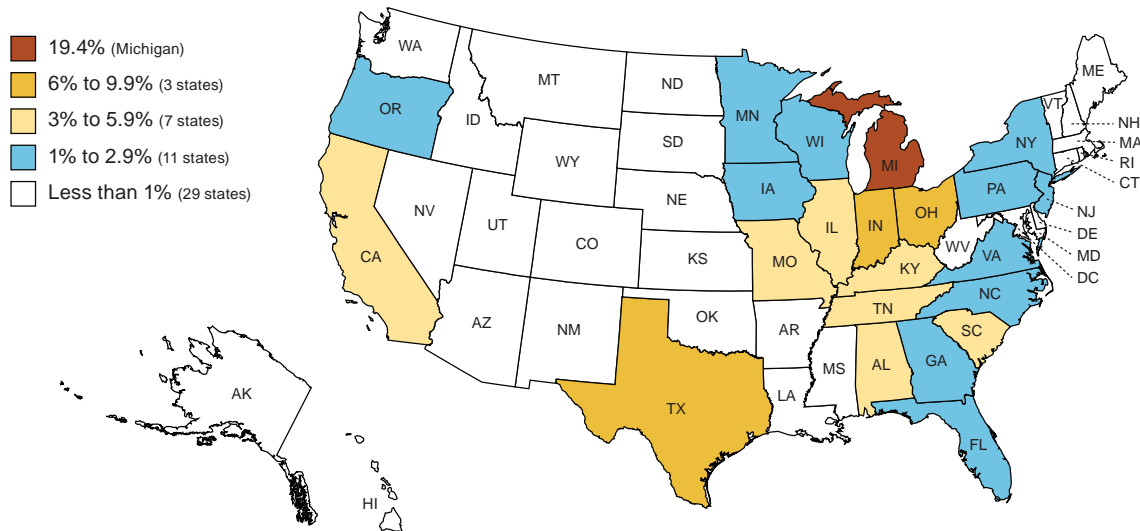 19.4% (Michigan)
6% to 9.9% (3 states)
3% to 5.9% (7 states)
1% to 2.9% (11 states)
Less than 1% (29 states)
WA
MT
ND
MN
ME
VT
NH
MA
RI
CT
OR
ID
SD
WI
NY
MI
WY
IA
PA
NJ
NE
OH
DE
IN
IL
NV
UT
CO
WV
MD
VA
DC
CA
KS
MO
KY
NC
TN
OK
AR
SC
AZ
NM
MS
AL
GA
LA
AK
TX
FL
HI